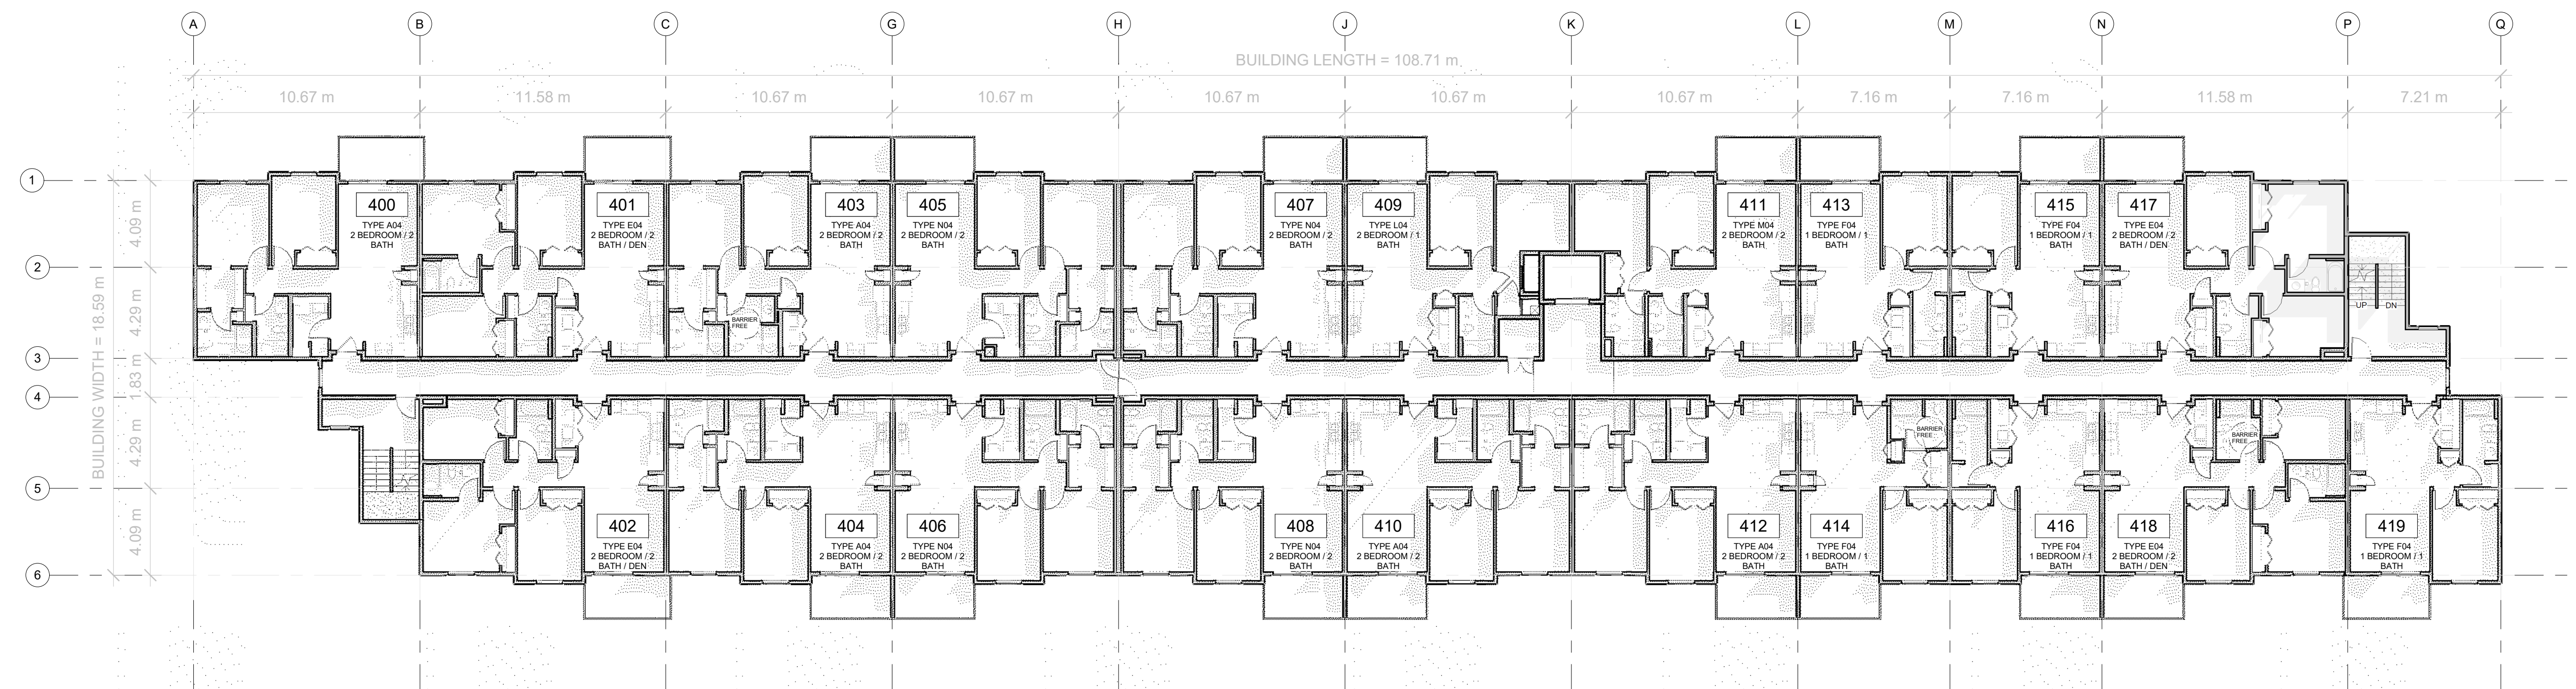 A B C G H J K L M N P Q
BUILDING LENGTH = 108.71 m
10.67 m 11.58 m 10.67 m 10.67 m 10.67 m 10.67 m 10.67 m 7.16 m 7.16 m 11.58 m 7.21 m
1
2
3
4
5
6
BUILDING WIDTH = 18.59 m
4.09 m
4.29 m
1.83 m
4.29 m
4.09 m
400
TYPE A04
2 BEDROOM / 2
BATH
401
TYPE E04
2 BEDROOM / 2
BATH / DEN
403
TYPE A04
2 BEDROOM / 2
BATH
405
TYPE N04
2 BEDROOM / 2
BATH
407
TYPE N04
2 BEDROOM / 2
BATH
409
TYPE L04
2 BEDROOM / 1
BATH
411
TYPE M04
2 BEDROOM / 2
BATH
413
TYPE F04
1 BEDROOM / 1
BATH
415
TYPE F04
1 BEDROOM / 1
BATH
417
TYPE E04
2 BEDROOM / 2
BATH / DEN
BARRIER
FREE
UP DN
BARRIER
FREE
BARRIER
FREE
402
TYPE E04
2 BEDROOM / 2
BATH / DEN
404
TYPE A04
2 BEDROOM / 2
BATH
406
TYPE N04
2 BEDROOM / 2
BATH
408
TYPE N04
2 BEDROOM / 2
BATH
410
TYPE A04
2 BEDROOM / 2
BATH
412
TYPE A04
2 BEDROOM / 2
BATH
414
TYPE F04
1 BEDROOM / 1
BATH
416
TYPE F04
1 BEDROOM / 1
BATH
418
TYPE E04
2 BEDROOM / 2
BATH / DEN
419
TYPE F04
1 BEDROOM / 1
BATH